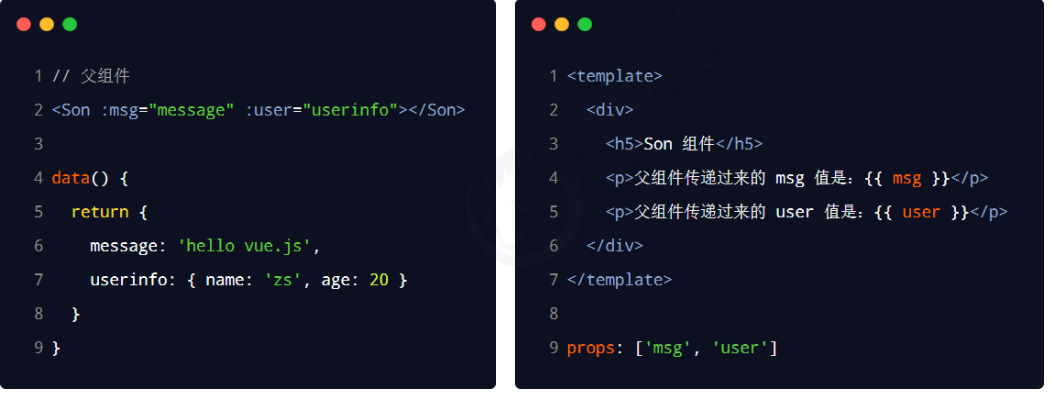 1 // 父组件
2 <Son :msg="message" :user="userinfo"></Son>
3
4 data() {
5   return {
6     message: 'hello vue.js',
7     userinfo: { name: 'zs', age: 20 }
8   }
9 }
1 <template>
2   <div>
3     <h5>Son 组件</h5>
4     <p>父组件传递过来的 msg 值是：{{ msg }}</p>
5     <p>父组件传递过来的 user 值是：{{ user }}</p>
6   </div>
7 </template>
8
9 props: ['msg', 'user']